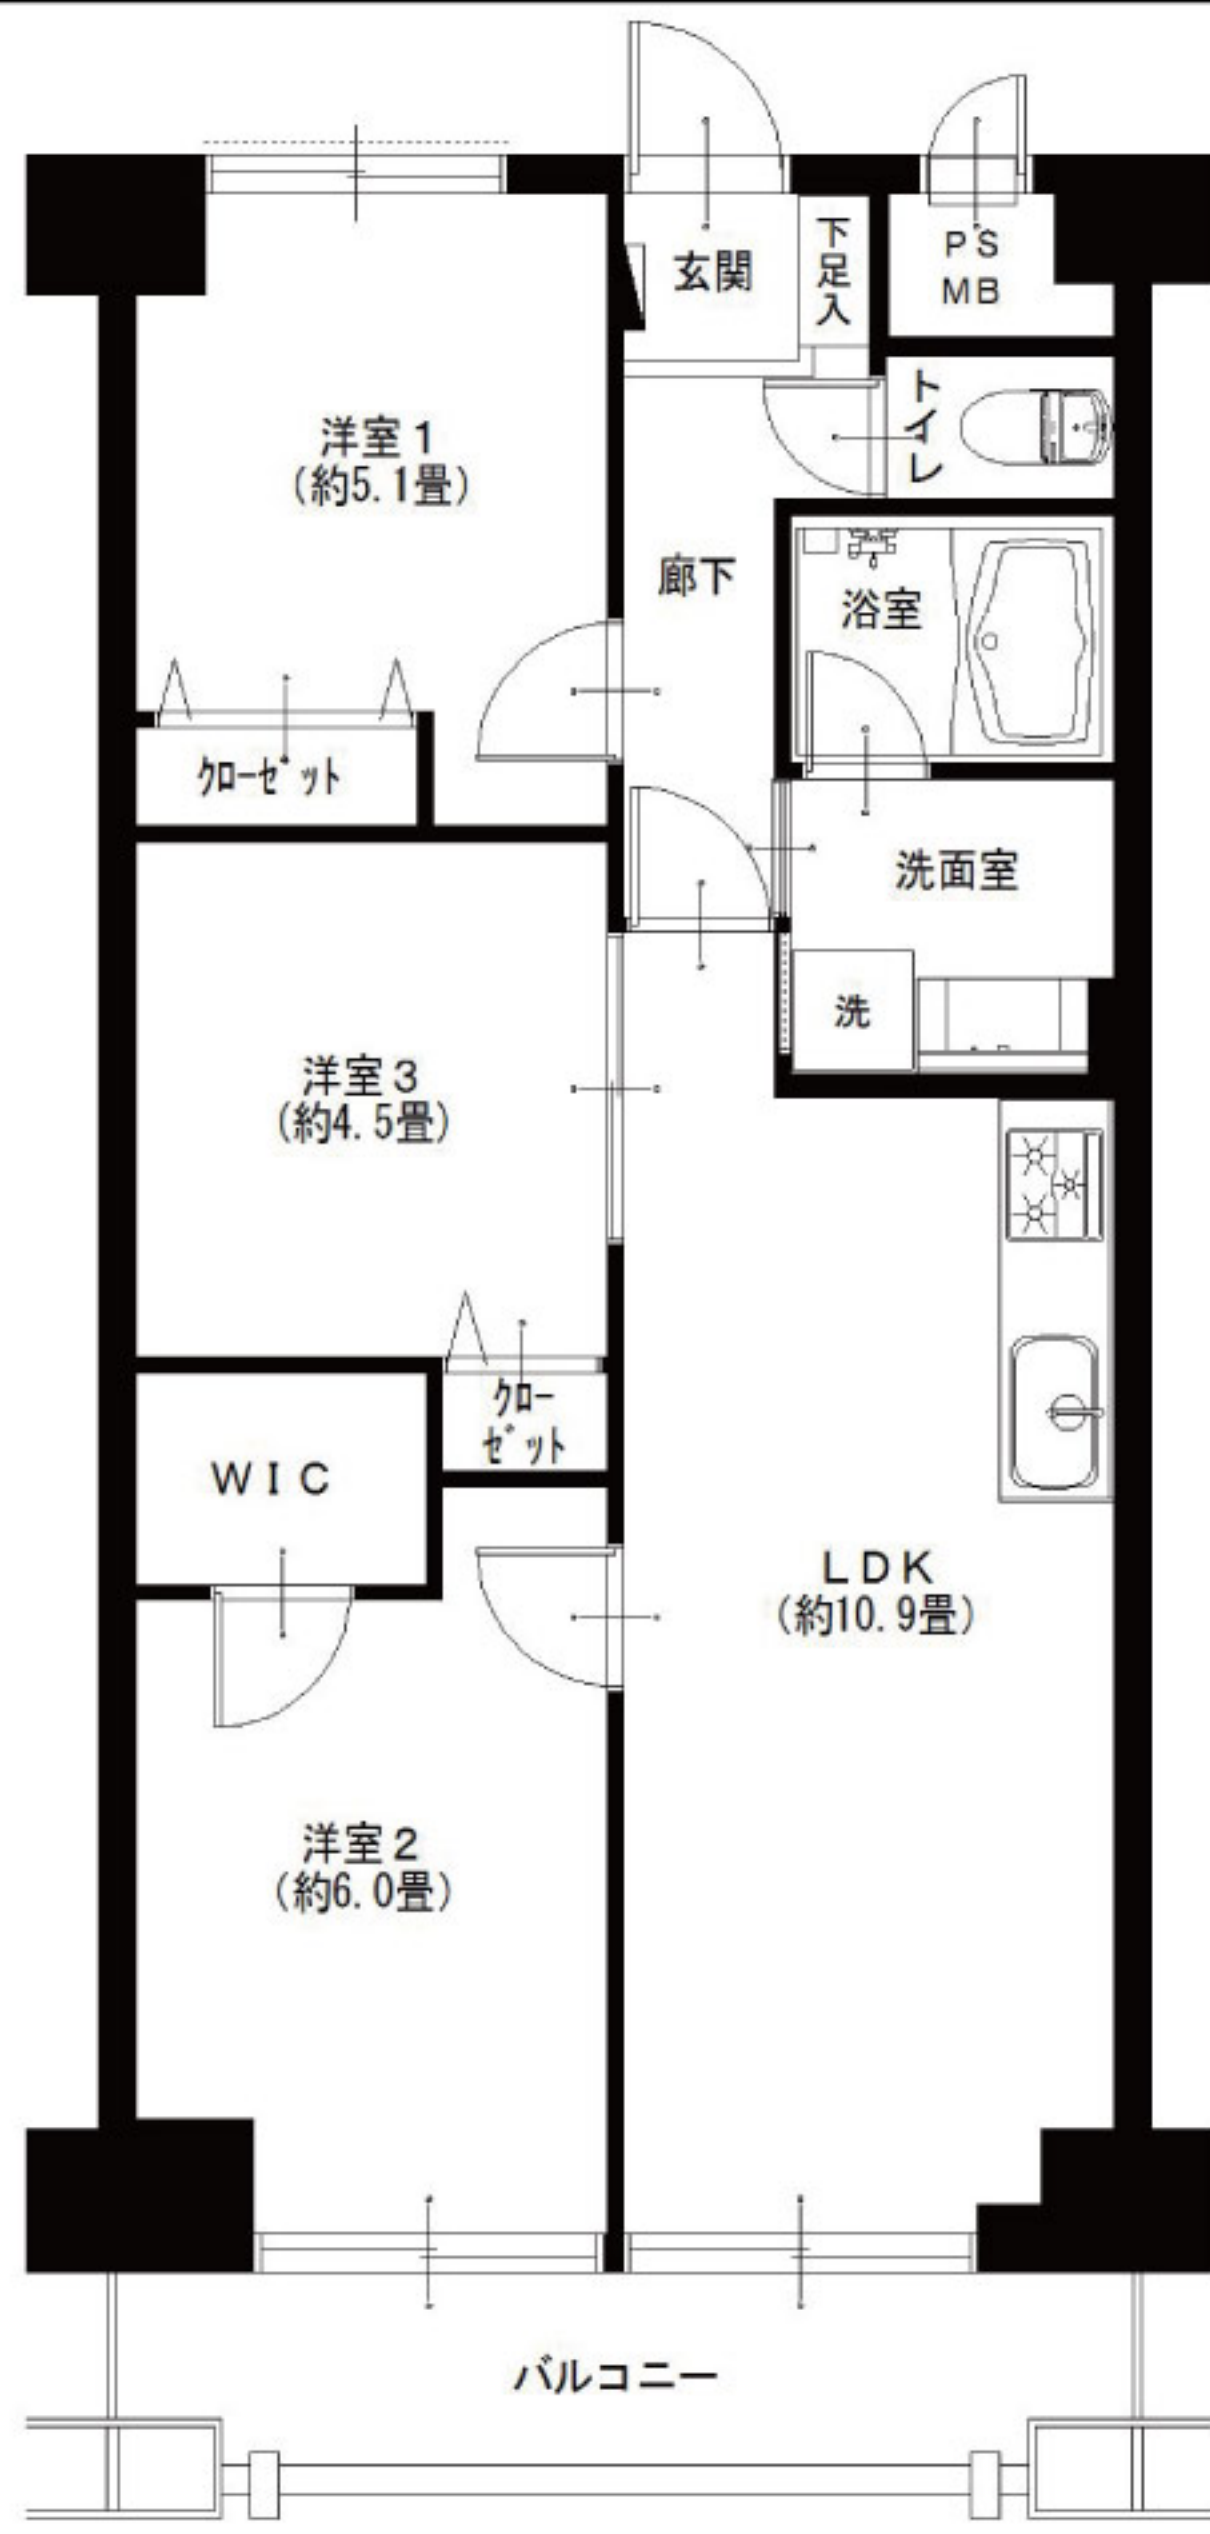 玄関
下足入
PS
MB
トイレ
洋室1
(約5.1畳)
廊下
浴室
クローゼット
洗面室
洗
洋室3
(約4.5畳)
クロー
ゼット
WIC
LDK
(約10.9畳)
洋室2
(約6.0畳)
バルコニー